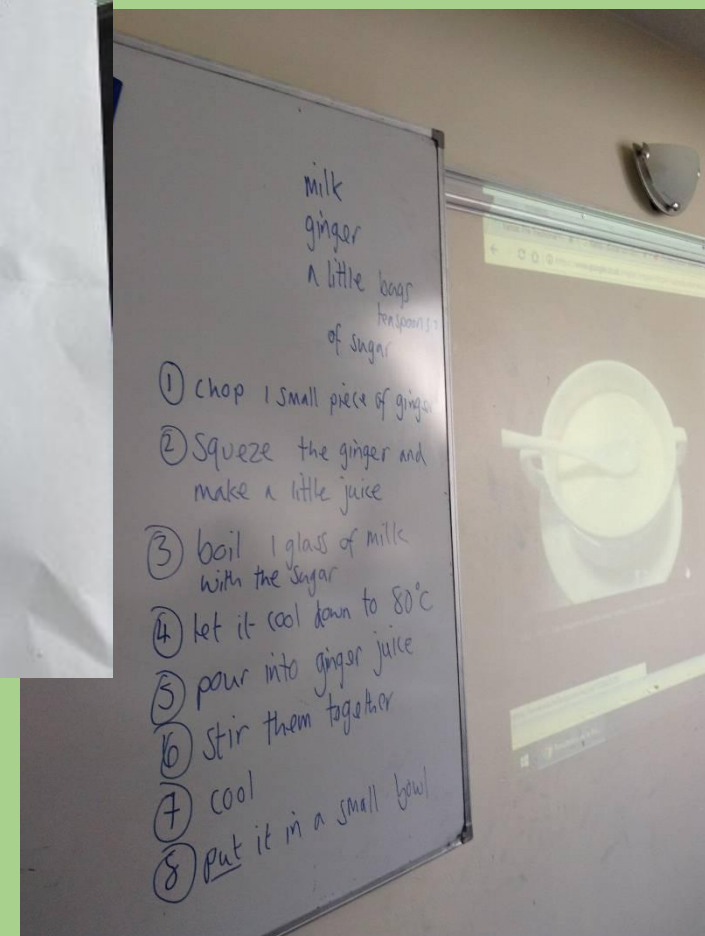 milk
ginger
a little bags
teaspoons?
of sugar
① chop 1 small piece of ginger
② Squeze the ginger and
make a little juice
③ boil 1 glass of milk
with the sugar
④ let it cool down to 80°C
⑤ pour into ginger juice
⑥ stir them together
⑦ cool
⑧ put it in a small bowl